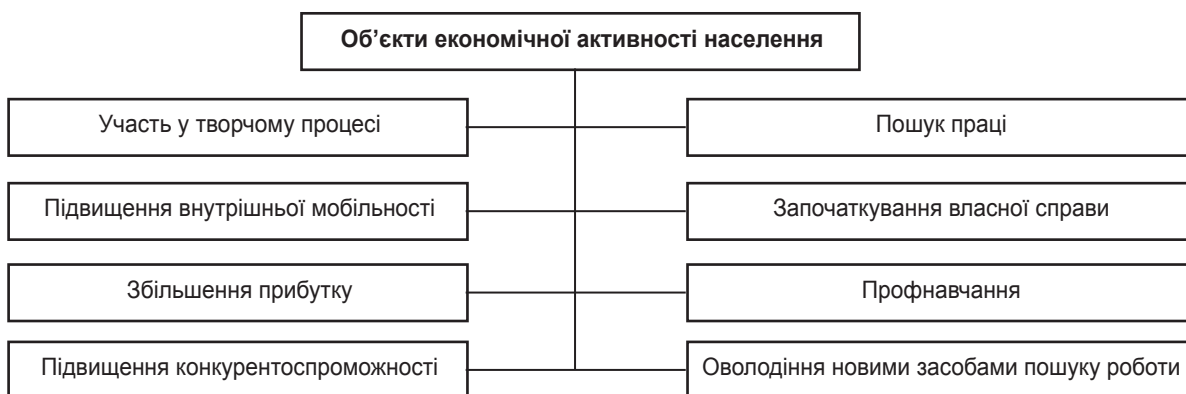 Об’єкти економічної активності населення
Участь у творчому процесі
Пошук праці
Підвищення внутрішньої мобільності
Започаткування власної справи
Збільшення прибутку
Профнавчання
Підвищення конкурентоспроможності
Оволодіння новими засобами пошуку роботи